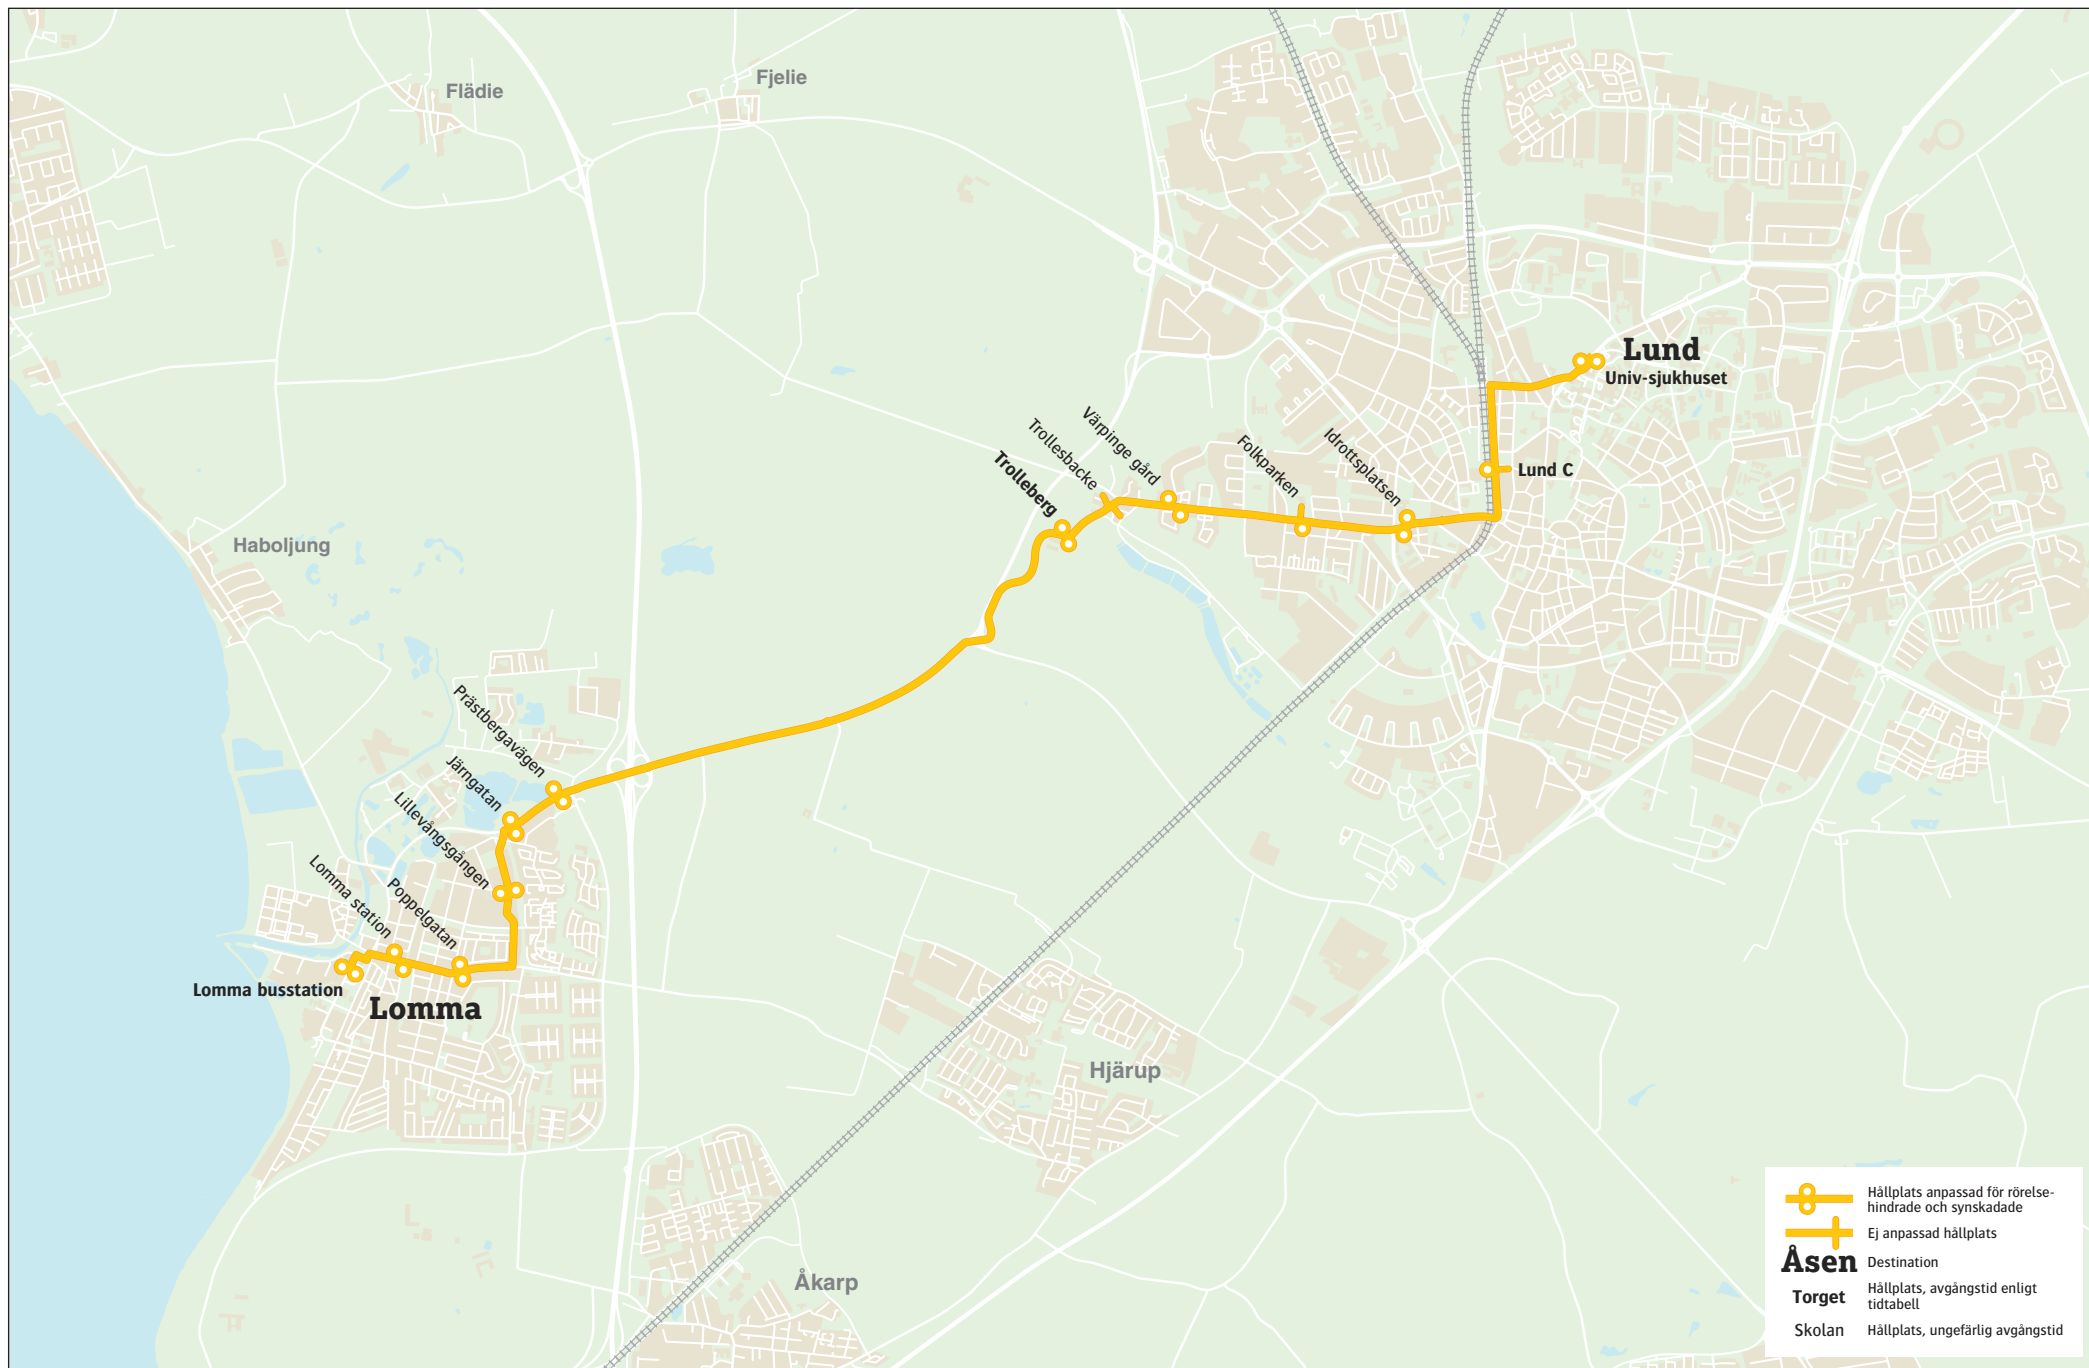 Flädie
Fjelie
Lund
Univ-sjukhuset
Värpinge gård
Trollesbacke
Trolleberg
Folkparken
Idrottsplatsen
Lund C
Haboljung
Prästbergavägen
Järngatan
Lillevångsgången
Lomma station
Poppelgatan
Lomma busstation
Lomma
Hjärup
Åkarp
Hållplats anpassad för rörelse-
hindrade och synskadade
Ej anpassad hållplats
Åsen Destination
Torget Hållplats, avgångstid enligt
tidtabell
Skolan Hållplats, ungefärlig avgångstid